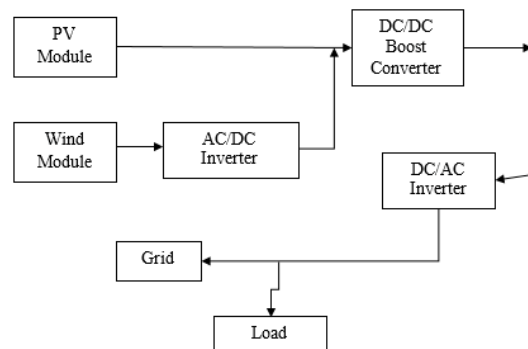 PV
Module
DC/DC
Boost
Converter
Wind
Module
AC/DC
Inverter
DC/AC
Inverter
Grid
Load